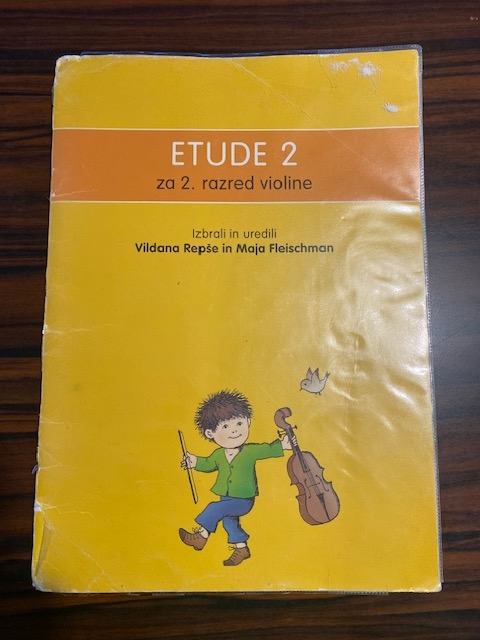 ETUDE 2
za 2. razred violine
Izbrali in uredili
Vildana Repše in Maja Fleischman